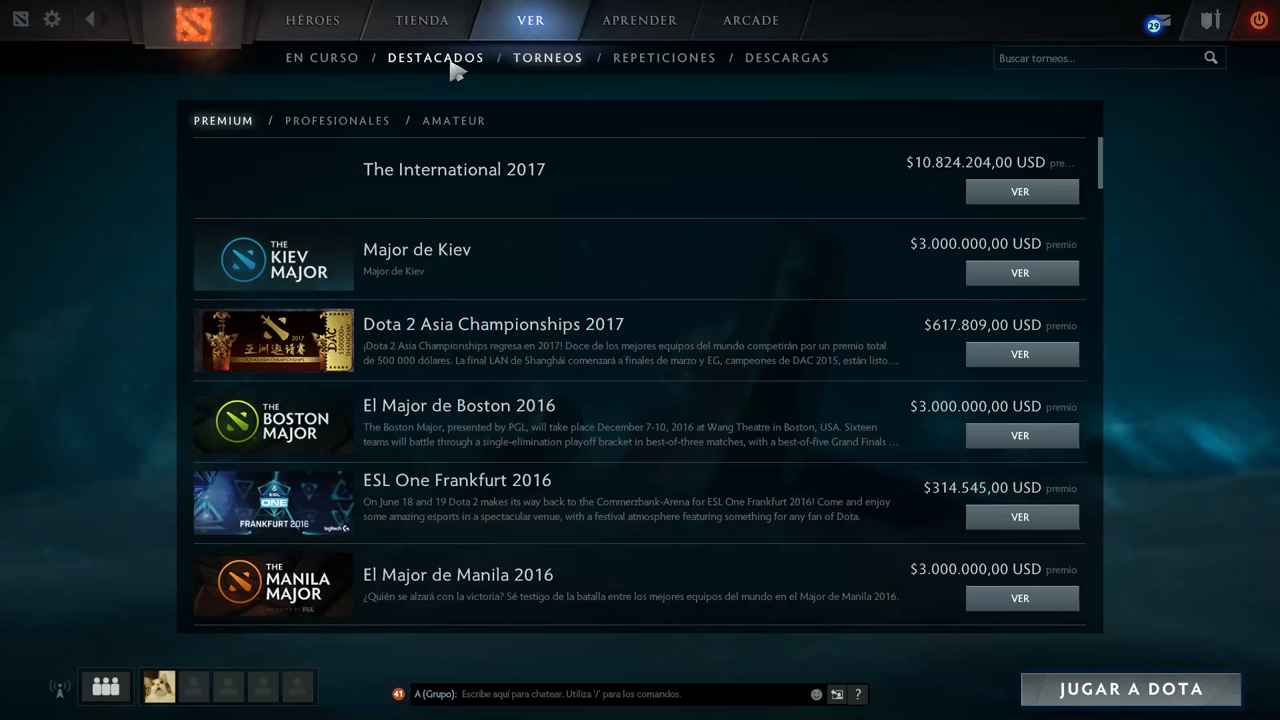 HÉROES
TIENDA
VER
APRENDER
ARCADE
29
EN CURSO / DESTACADOS / TORNEOS / REPETICIONES / DESCARGAS
Buscar torneos...
PREMIUM / PROFESIONALES / AMATEUR
The International 2017
$10.824.204,00 USD pre...
VER
THE KIEV MAJOR
Major de Kiev
Major de Kiev
$3.000.000,00 USD premio
VER
Dota 2 Asia Championships 2017
¡Dota 2 Asia Championships regresa en 2017! Doce de los mejores equipos del mundo competirán por un premio total
de 500 000 dólares. La final LAN de Shanghái comenzará a finales de marzo y EG, campeones de DAC 2015, están listo...
$617.809,00 USD premio
VER
THE BOSTON MAJOR
El Major de Boston 2016
The Boston Major, presented by PGL, will take place December 7-10, 2016 at Wang Theatre in Boston, USA. Sixteen
teams will battle through a single-elimination playoff bracket in best-of-three matches, with a best-of-five Grand Finals ...
$3.000.000,00 USD premio
VER
ESL ONE
FRANKFURT 2016
logitech G
ESL One Frankfurt 2016
On June 18 and 19 Dota 2 makes its way back to the Commerzbank-Arena for ESL One Frankfurt 2016! Come and enjoy
some amazing esports in a spectacular venue, with a festival atmosphere featuring something for any fan of Dota.
$314.545,00 USD premio
VER
THE MANILA MAJOR
El Major de Manila 2016
¿Quién se alzará con la victoria? Sé testigo de la batalla entre los mejores equipos del mundo en el Major de Manila 2016.
$3.000.000,00 USD premio
VER
41
A (Grupo): Escribe aquí para chatear. Utiliza '/' para los comandos.
?
JUGAR A DOTA